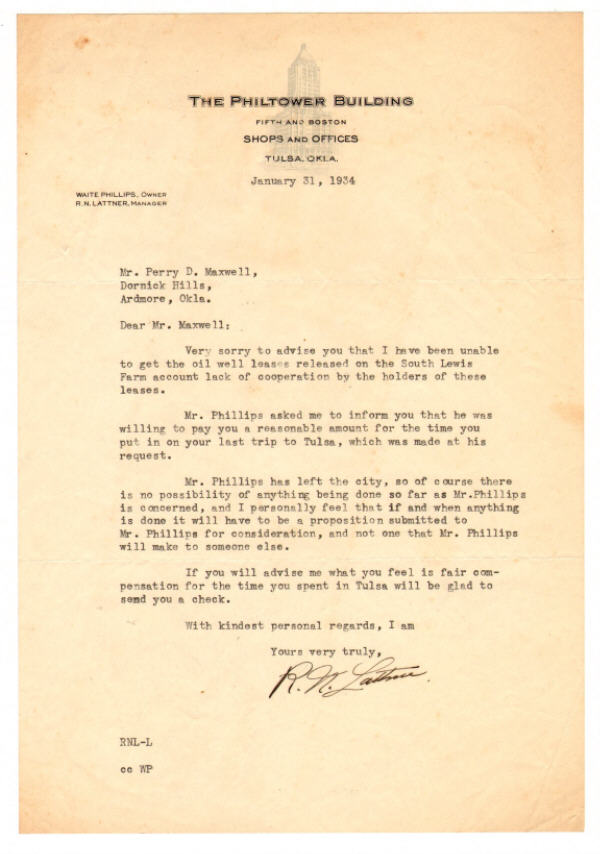 THE PHILTOWER BUILDING
FIFTH AND BOSTON
SHOPS AND OFFICES
TULSA, OKLA.
January 31, 1934
WAITE PHILLIPS, OWNER
R. N. LATTNER, MANAGER
Mr. Perry D. Maxwell,
Dornick Hills,
Ardmore, Okla.
Dear Mr. Maxwell:
Very sorry to advise you that I have been unable
to get the oil well leases released on the South Lewis
Farm account lack of cooperation by the holders of these
leases.
Mr. Phillips asked me to inform you that he was
willing to pay you a reasonable amount for the time you
put in on your last trip to Tulsa, which was made at his
request.
Mr. Phillips has left the city, so of course there
is no possibility of anything being done so far as Mr.Phillips
is concerned, and I personally feel that if and when anything
is done it will have to be a proposition submitted to
Mr. Phillips for consideration, and not one that Mr. Phillips
will make to someone else.
If you will advise me what you feel is fair com-
pensation for the time you spent in Tulsa will be glad to
send you a check.
With kindest personal regards, I am
Yours very truly,
R. N. Lattner.
RNL-L
cc WP